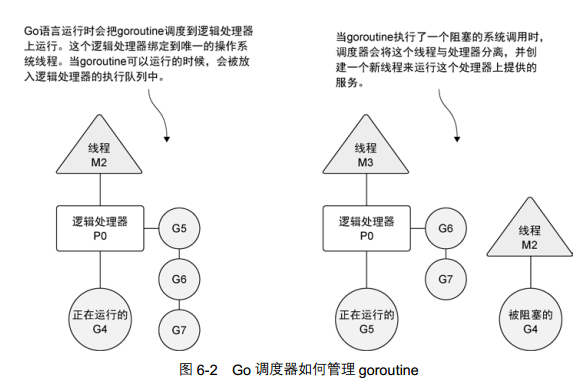 Go语言运行时会把goroutine调度到逻辑处理器
上运行。这个逻辑处理器绑定到唯一的操作系
统线程。当goroutine可以运行的时候，会被放
入逻辑处理器的执行队列中。
当goroutine执行了一个阻塞的系统调用时，
调度器会将这个线程与处理器分离，并创
建一个新线程来运行这个处理器上提供的
服务。
线程
M2
逻辑处理器
P0
G5
G6
G7
正在运行的
G4
线程
M3
逻辑处理器
P0
G6
G7
正在运行的
G5
线程
M2
被阻塞的
G4
图 6-2 Go 调度器如何管理 goroutine